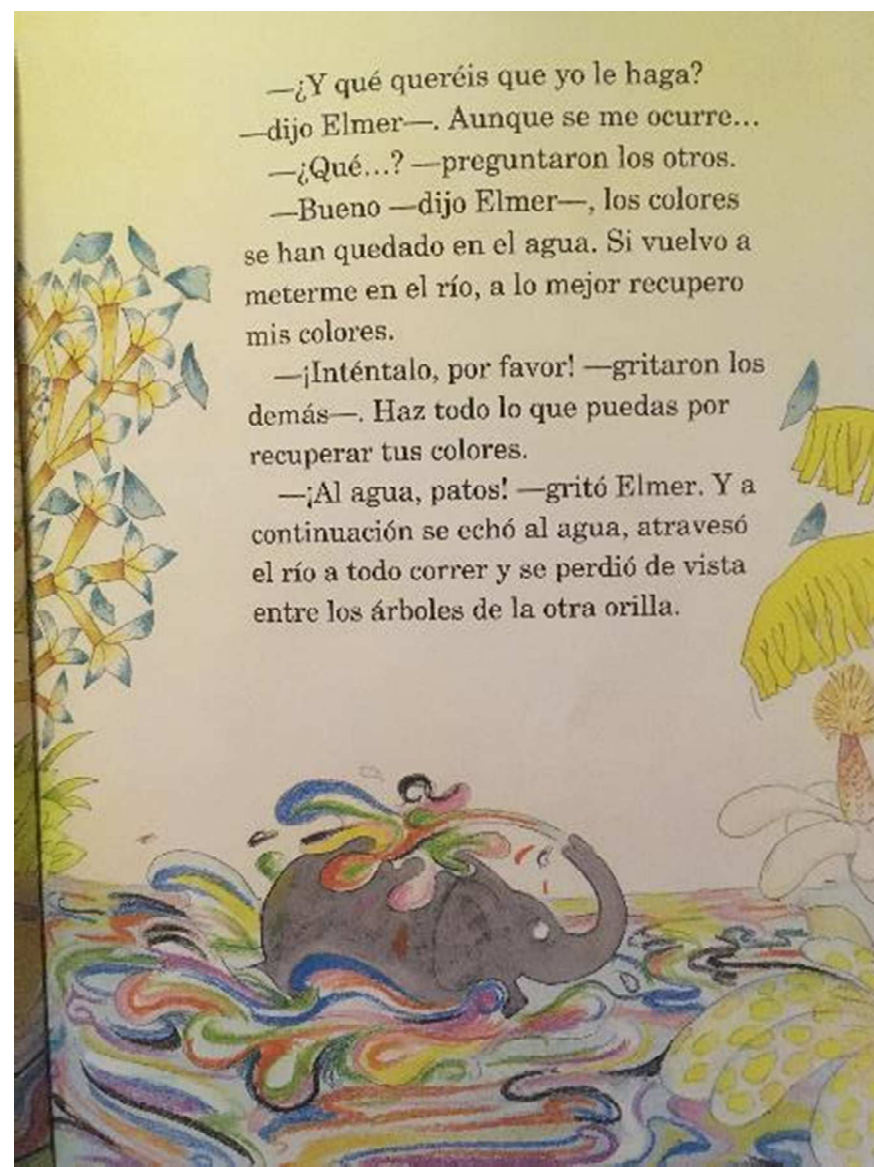 —¿Y qué queréis que yo le haga?
—dijo Elmer—. Aunque se me ocurre...
—¿Qué...? —preguntaron los otros.
—Bueno —dijo Elmer—, los colores
se han quedado en el agua. Si vuelvo a
meterme en el río, a lo mejor recupero
mis colores.
—¡Inténtalo, por favor! —gritaron los
demás—. Haz todo lo que puedas por
recuperar tus colores.
—¡Al agua, patos! —gritó Elmer. Y a
continuación se echó al agua, atravesó
el río a todo correr y se perdió de vista
entre los árboles de la otra orilla.